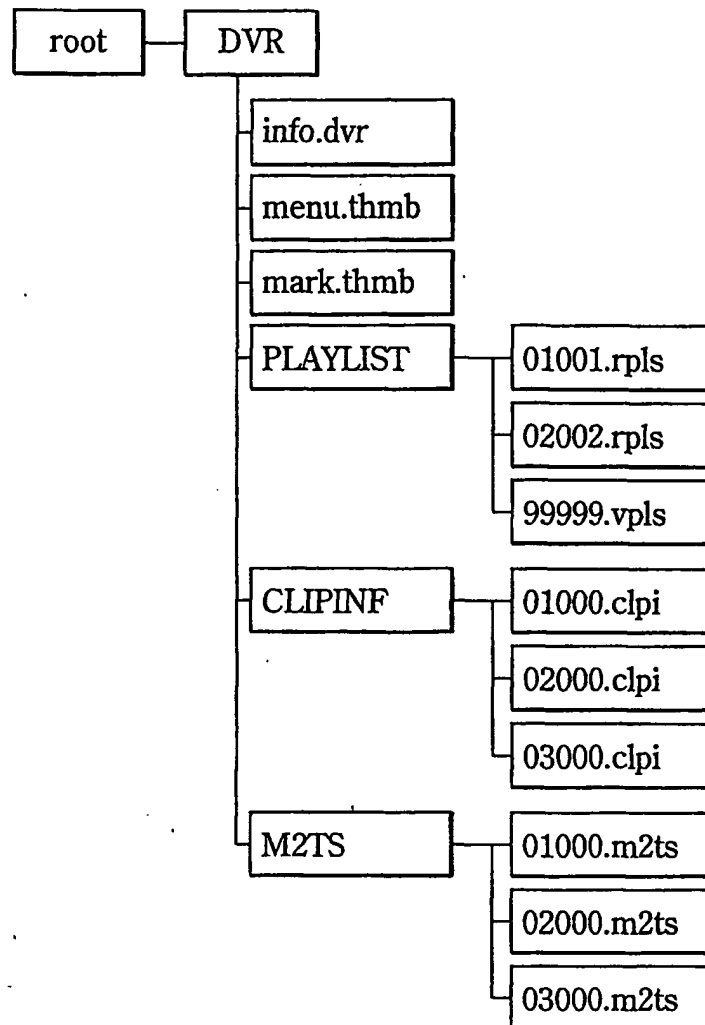 root
DVR
info.dvr
menu.thmb
mark.thmb
PLAYLIST
01001.rpls
02002.rpls
99999.vpls
CLIPINF
01000.clpi
02000.clpi
03000.clpi
M2TS
01000.m2ts
02000.m2ts
03000.m2ts